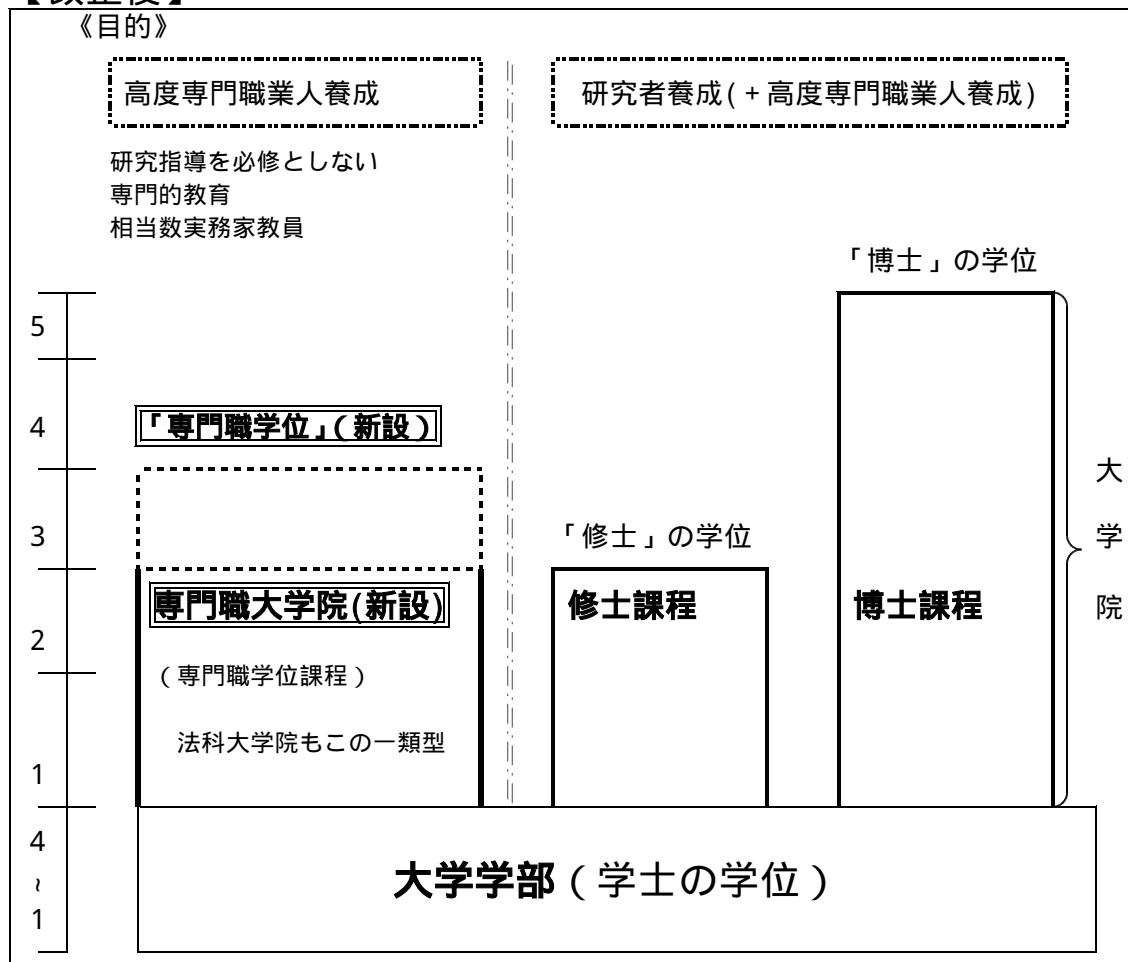 《目的》
高度専門職業人養成
研究者養成(+高度専門職業人養成)
研究指導を必修としない
専門的教育
相当数実務家教員
「博士」の学位
5
4
「専門職学位」(新設)
3
「修士」の学位
専門職大学院(新設)
修士課程
博士課程
大学院
2
(専門職学位課程)
法科大学院もこの一類型
1
4
~
1
大学学部(学士の学位)